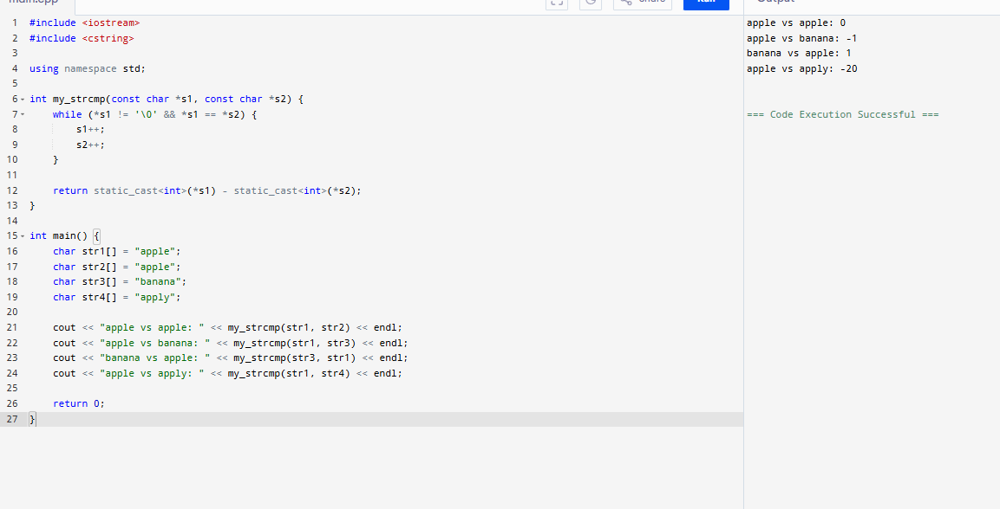 main.cpp
Share
Run
Output
1 #include <iostream>
2 #include <cstring>
3
4 using namespace std;
5
6 int my_strcmp(const char *s1, const char *s2) {
7     while (*s1 != '\0' && *s1 == *s2) {
8         s1++;
9         s2++;
10     }
11
12     return static_cast<int>(*s1) - static_cast<int>(*s2);
13 }
14
15 int main() {
16     char str1[] = "apple";
17     char str2[] = "apple";
18     char str3[] = "banana";
19     char str4[] = "apply";
20
21     cout << "apple vs apple: " << my_strcmp(str1, str2) << endl;
22     cout << "apple vs banana: " << my_strcmp(str1, str3) << endl;
23     cout << "banana vs apple: " << my_strcmp(str3, str1) << endl;
24     cout << "apple vs apply: " << my_strcmp(str1, str4) << endl;
25
26     return 0;
27 }
apple vs apple: 0
apple vs banana: -1
banana vs apple: 1
apple vs apply: -20
=== Code Execution Successful ===